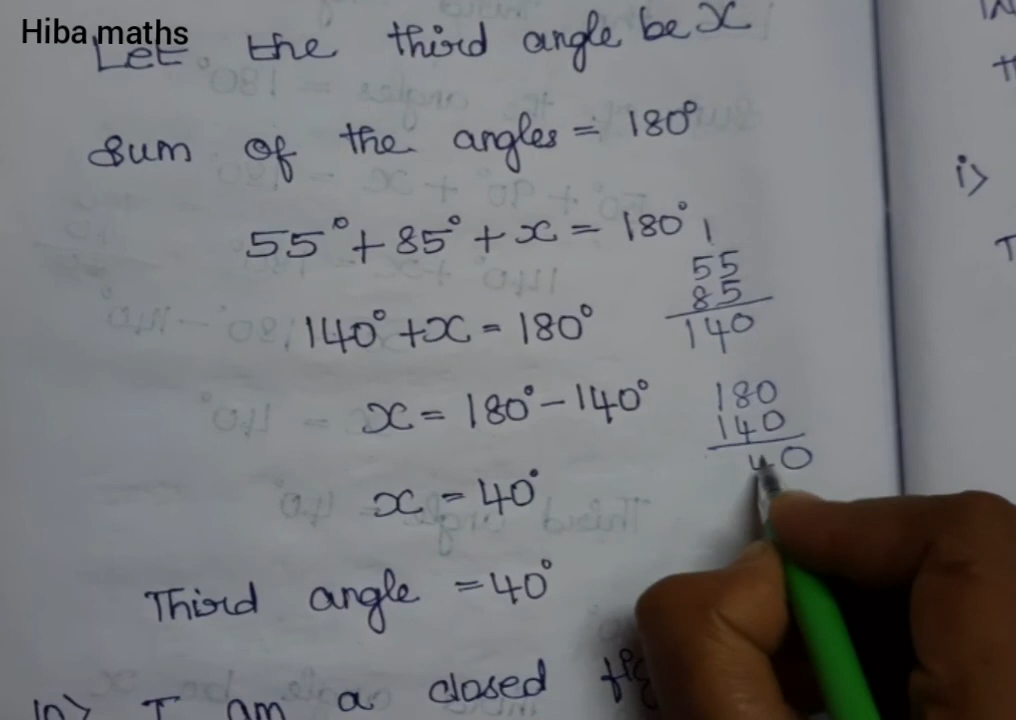 Hiba maths
Let the third angle be x
Sum of the angles = 180°
55° + 85° + x = 180°
1
55
85
140
140° + x = 180°
x = 180° - 140°
180
140
40
x = 40°
Third angle = 40°
I am a closed
i>